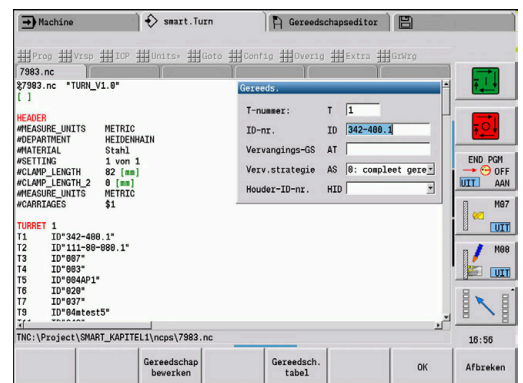 Machine
smart.Turn
Gereedschapseditor
Prog
Vrsp
ICP
Units»
Goto
Config
Overig
Extra
GrWrg
7983.nc
%7983.nc "TURN_V1.0"
[ ]
HEADER
#MEASURE_UNITS METRIC
#DEPARTMENT HEIDENHAIN
#MATERIAL Stahl
#SETTING 1 von 1
#CLAMP_LENGTH 82 [mm]
#CLAMP_LENGTH_2 0 [mm]
#MEASURE_UNITS METRIC
#CARRIAGES $1
TURRET 1
T1 ID"342-400.1"
T2 ID"111-80-080.1"
T3 ID"007"
T4 ID"003"
T5 ID"004AP1"
T6 ID"020"
T7 ID"037"
T9 ID"04mtest5"
Gereeds.
T-nummer: T 1
ID-nr. ID 342-400.1
Vervangings-GS AT
Verv.strategie AS 0: compleet gere
Houder-ID-nr. HID
TNC:\Project\SMART_KAPITEL1\ncps\7983.nc
END PGM
OFF
UIT AAN
M07
UIT
M08
UIT
16:56
Gereedschap bewerken
Gereedsch. tabel
OK
Afbreken